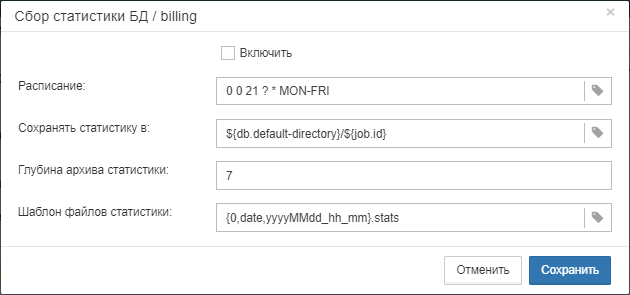 Сбор статистики БД / billing
×
Включить
Расписание:
0 0 21 ? * MON-FRI
Сохранять статистику в:
${db.default-directory}/${job.id}
Глубина архива статистики:
7
Шаблон файлов статистики:
{0,date,yyyyMMdd_hh_mm}.stats
Отменить
Сохранить